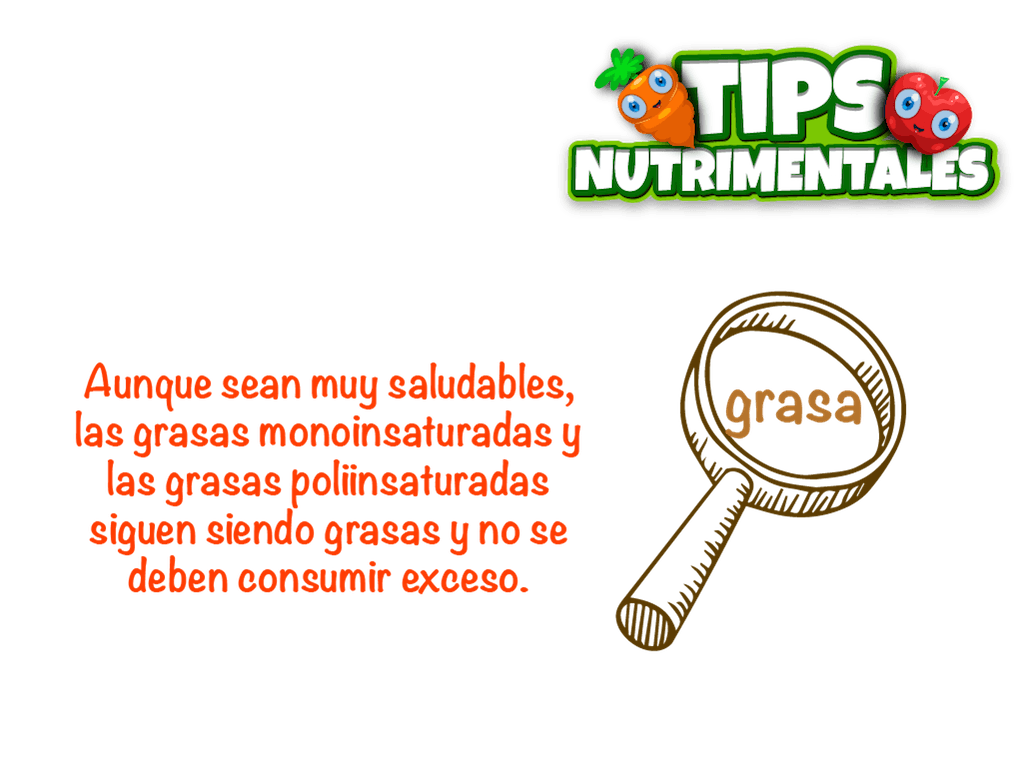 TIPS
NUTRIMENTALES
Aunque sean muy saludables,
las grasas monoinsaturadas y
las grasas poliinsaturadas
siguen siendo grasas y no se
deben consumir exceso.
grasa